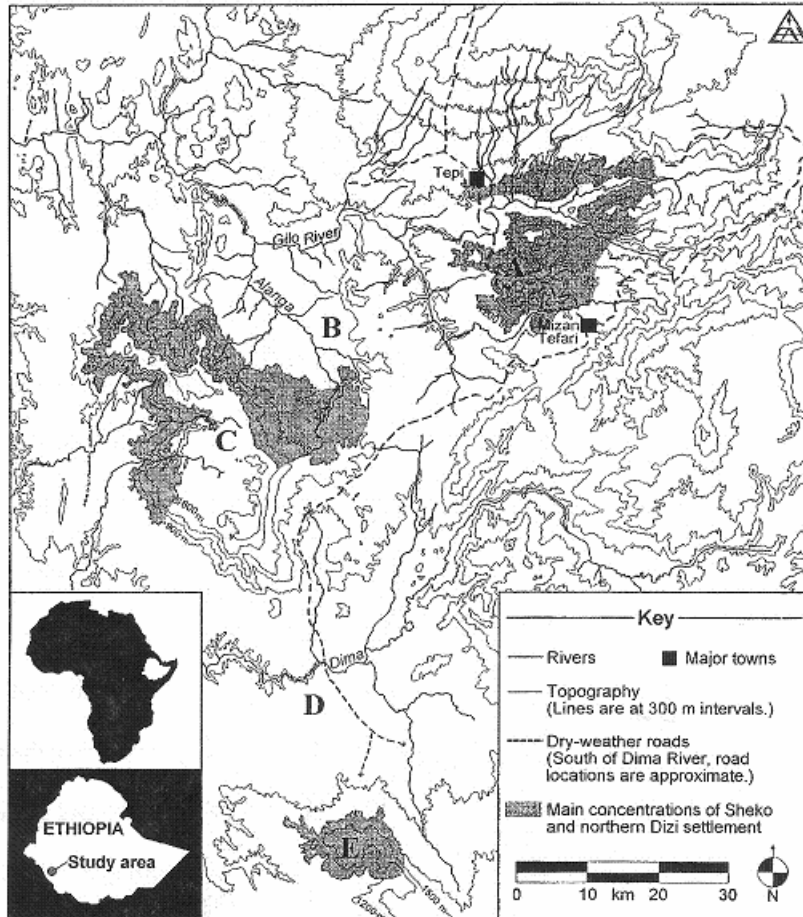 Tepi
Gilo River
A
Alanga
B
Mizan
Tefari
C
Dima
D
E
1500 m
ETHIOPIA
Study area
Key
Rivers
Major towns
Topography
(Lines are at 300 m intervals.)
Dry-weather roads
(South of Dima River, road
locations are approximate.)
Main concentrations of Sheko
and northern Dizi settlement
0 10 20 30
km
N